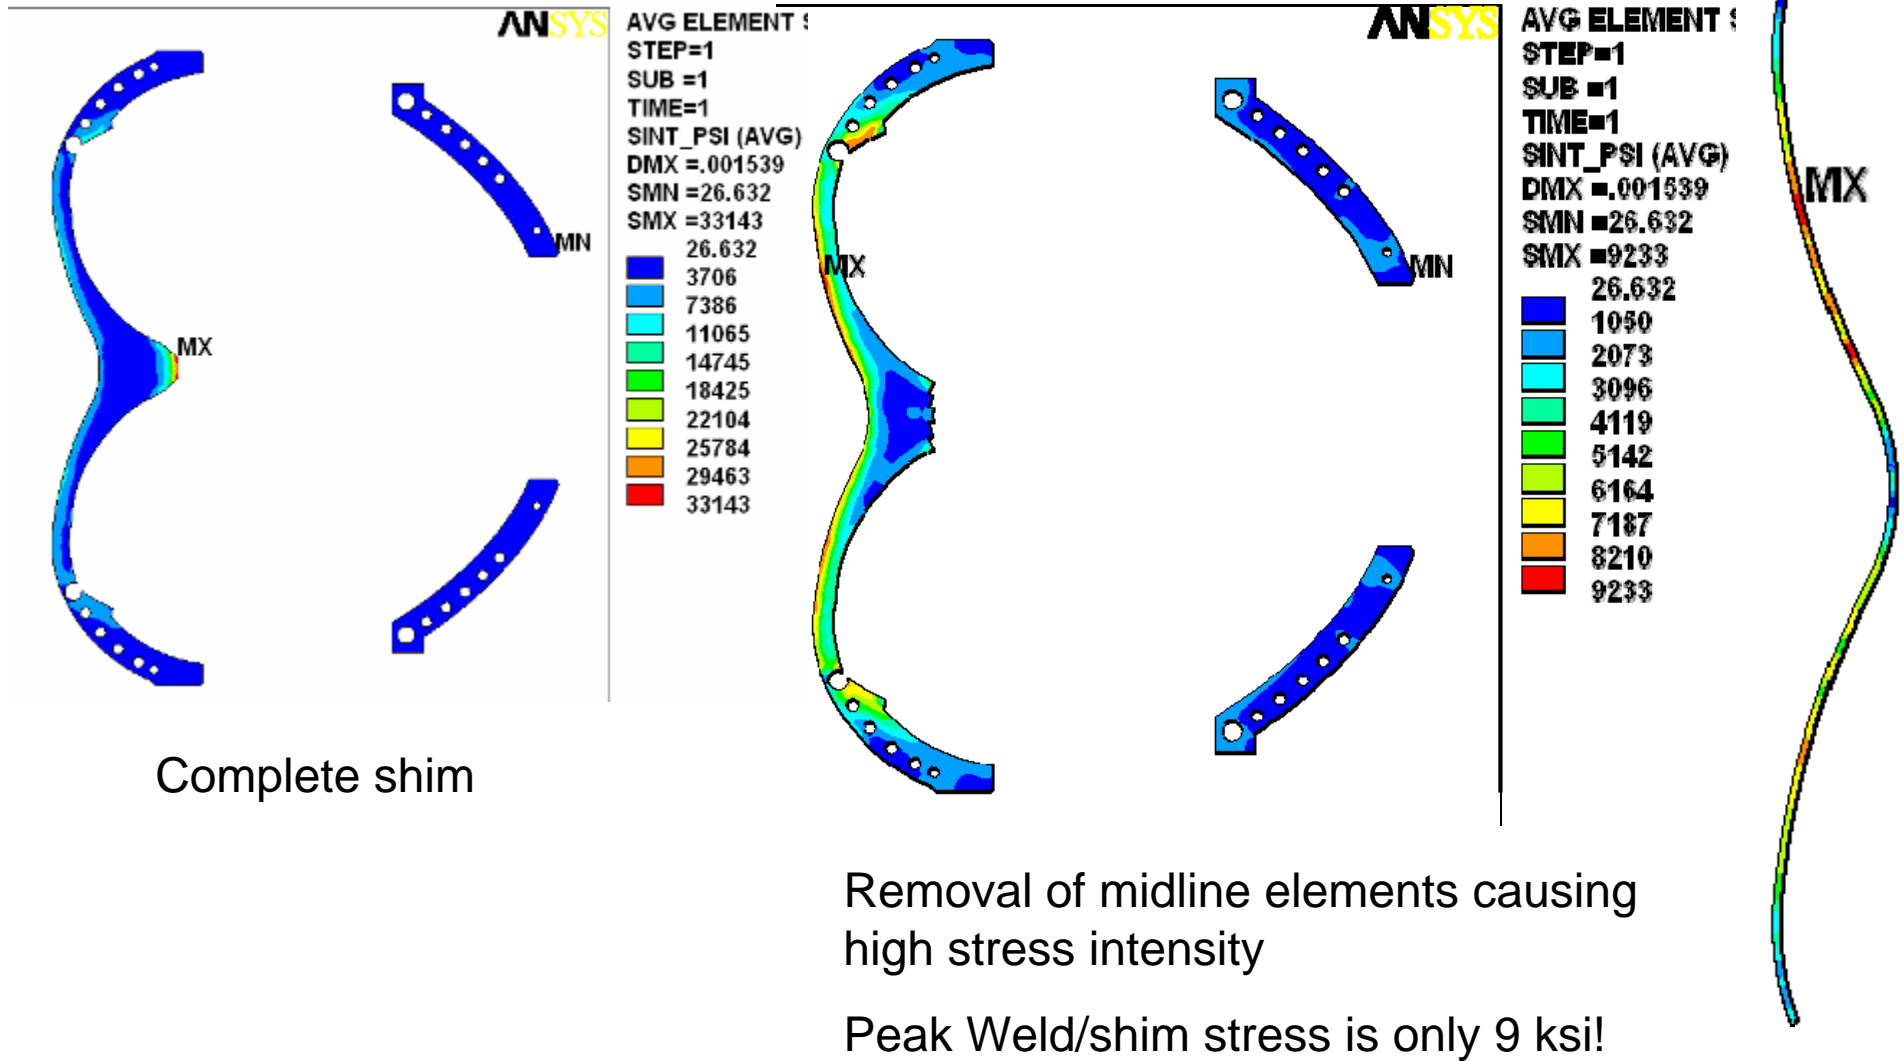 ANSYS
AVG ELEMENT
STEP=1
SUB =1
TIME=1
SINT_PSI (AVG)
DMX =.001539
SMN =26.632
SMX =33143
26.632
3706
7386
11065
14745
18425
22104
25784
29463
33143
MN
MX
Complete shim
ANSYS
AVG ELEMENT
STEP=1
SUB =1
TIME=1
SINT_PSI (AVG)
DMX =.001539
SMN =26.632
SMX =9233
26.632
1050
2073
3096
4119
5142
6164
7187
8210
9233
MX
MN
MX
Removal of midline elements causing
high stress intensity
Peak Weld/shim stress is only 9 ksi!